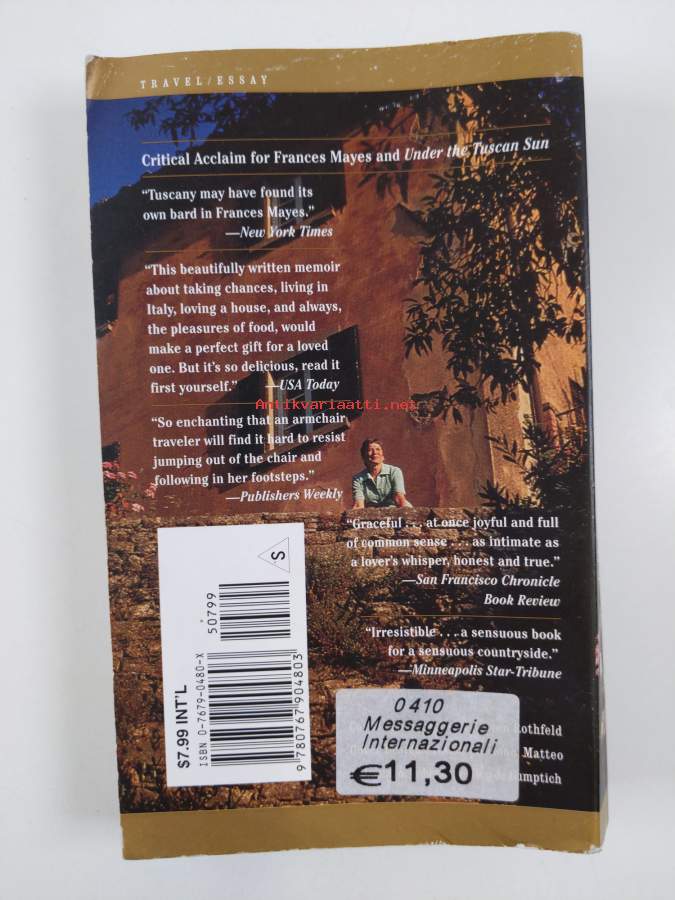 TRAVEL/ESSAY
Critical Acclaim for Frances Mayes and Under the Tuscan Sun
“Tuscany may have found its
own bard in Frances Mayes.”
—New York Times
“This beautifully written memoir
about taking chances, living in
Italy, loving a house, and always,
the pleasures of food, would
make a perfect gift for a loved
one. But it’s so delicious, read it
first yourself.” —USA Today
Antikvariaatti.net
“So enchanting that an armchair
traveler will find it hard to resist
jumping out of the chair and
following in her footsteps.”
—Publishers Weekly
“Graceful . . . at once joyful and full
of common sense . . . as intimate as
a lover’s whisper, honest and true.”
—San Francisco Chronicle
Book Review
“Irresistible . . . a sensuous book
for a sensuous countryside.”
—Minneapolis Star-Tribune
$7.99 INT'L
ISBN 0-7679-0480-X
50799
9 780767 904803
S
0410
Messaggerie
Internazionali
€11,30
Rothfeld
Matteo